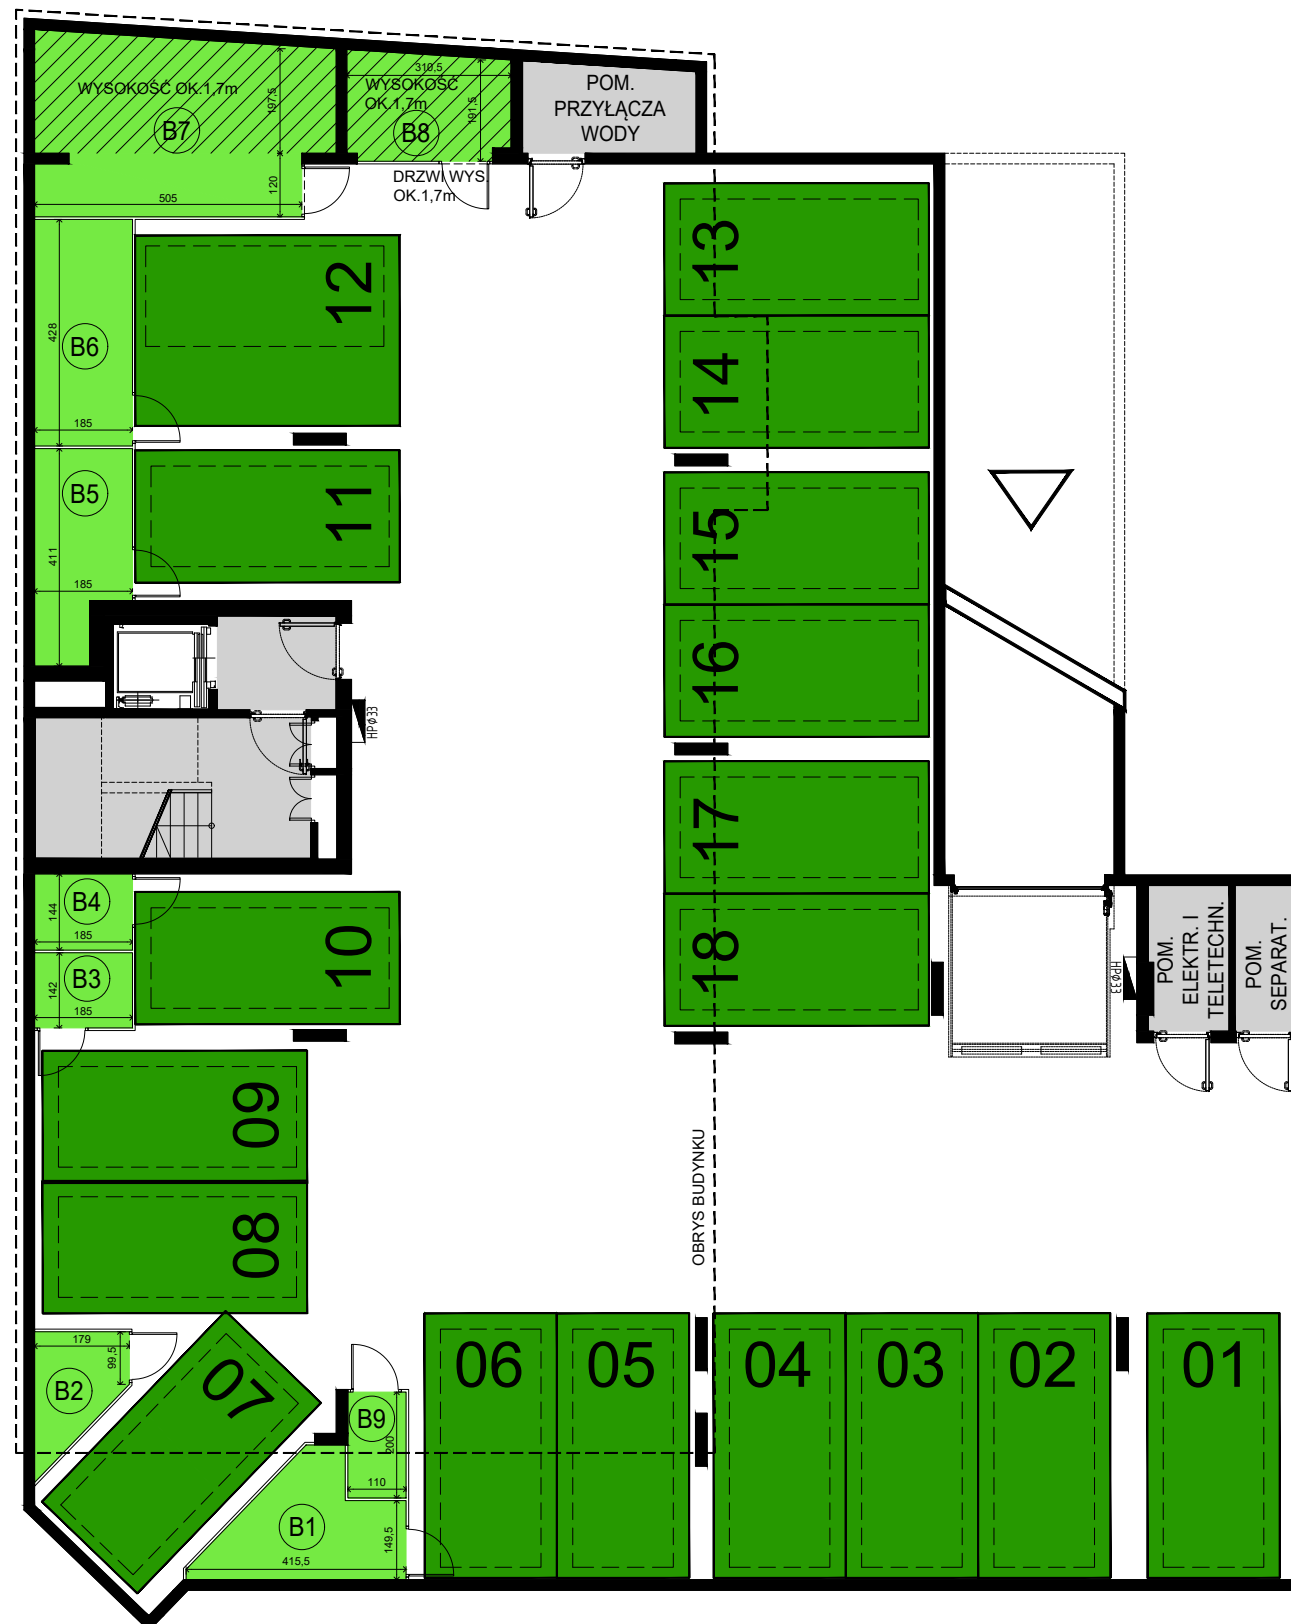 310,5
WYSOKOŚĆ OK.1,7m
B7
197,5
120
505
WYSOKOŚĆ
OK.1,7m
B8
191,5
DRZWI WYS.
OK.1,7m
POM.
PRZYŁĄCZA
WODY
12
13
14
428
B6
185
B5
411
185
11
15
16
HPØ33
17
18
B4
144
185
B3
142
185
10
HPØ33
POM.
ELEKTR. I
TELETECHN.
POM.
SEPARAT.
09
08
OBRYS BUDYNKU
179
99,5
B2
07
B9
200
110
B1
149,5
415,5
06
05
04
03
02
01